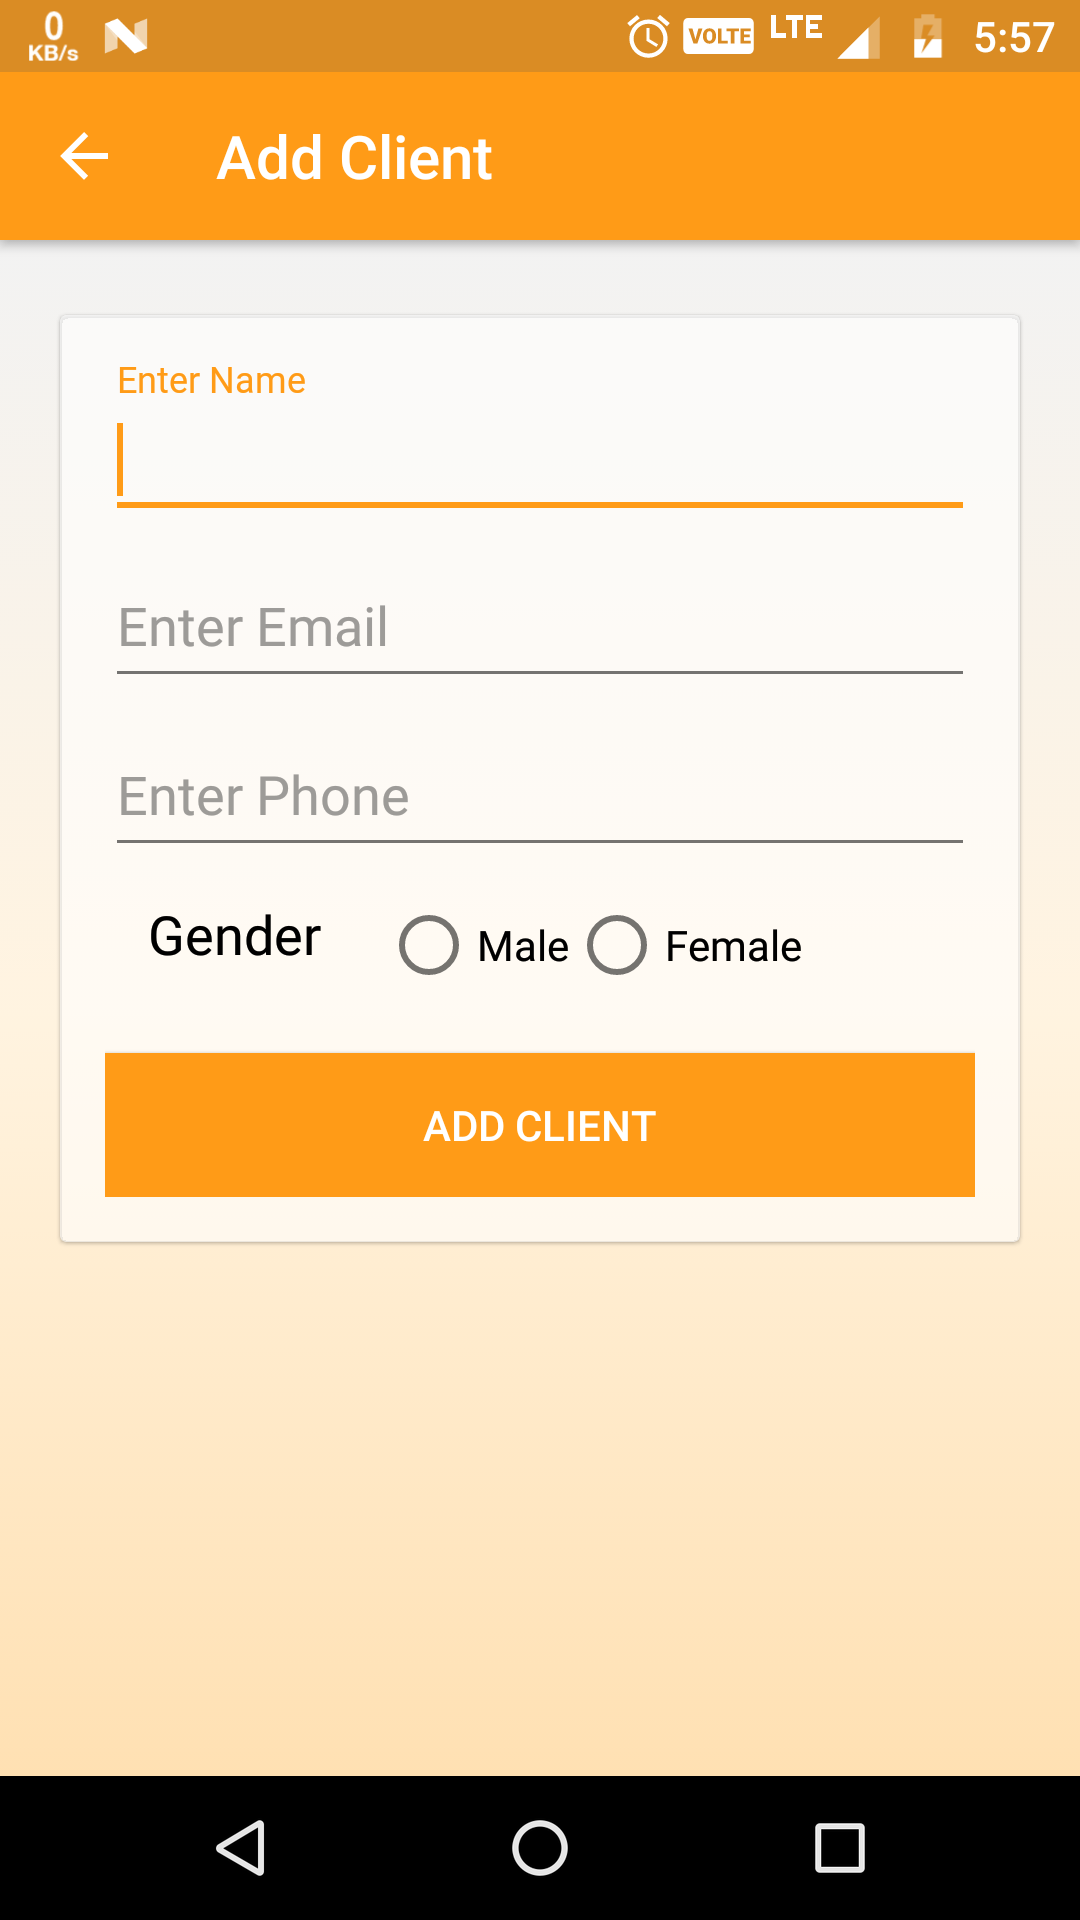 0
KB/s
VOLTE LTE 5:57
Add Client
Enter Name
Enter Email
Enter Phone
Gender Male Female
ADD CLIENT